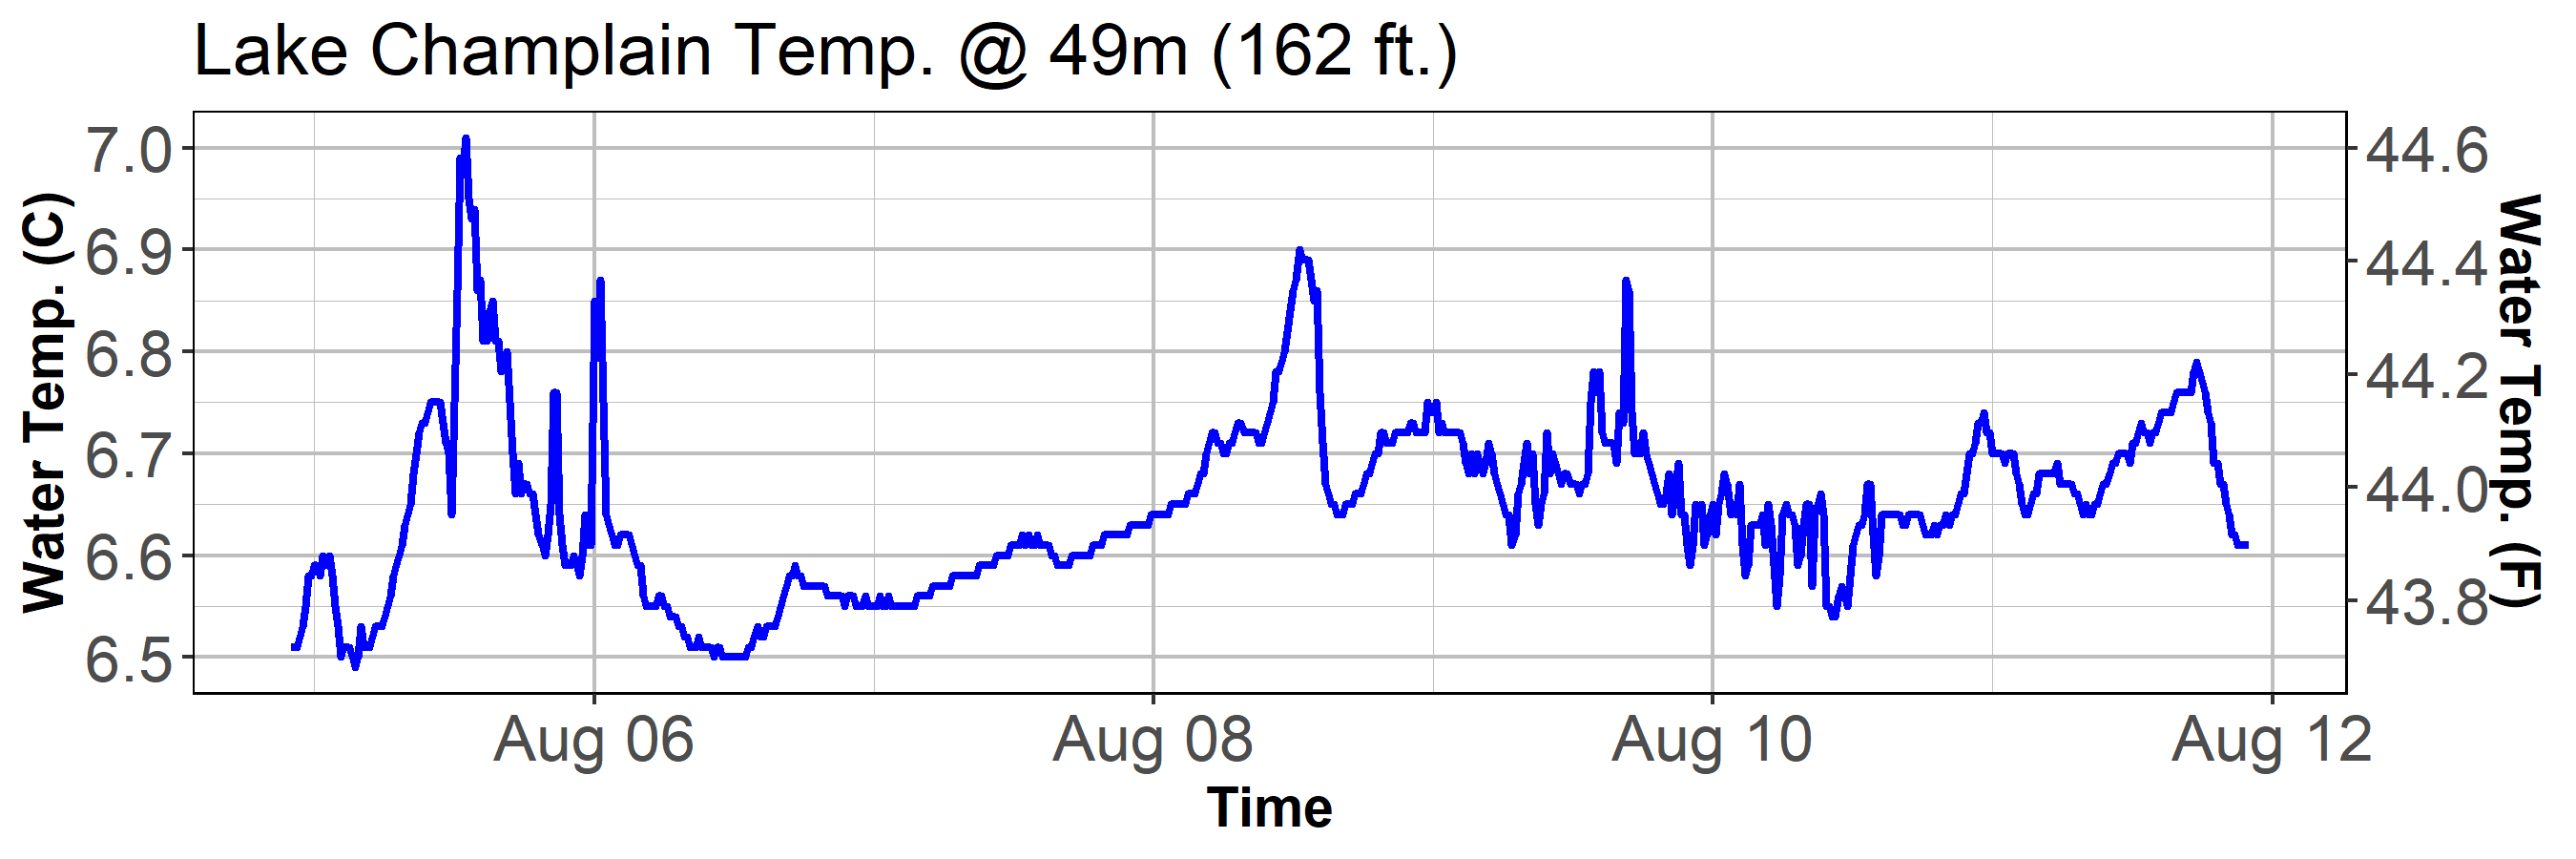 Lake Champlain Temp. @ 49m (162 ft.)
Water Temp. (C)
7.0
6.9
6.8
6.7
6.6
6.5
44.6
44.4
44.2
44.0
43.8
Water Temp. (F)
Aug 06 Aug 08 Aug 10 Aug 12
Time